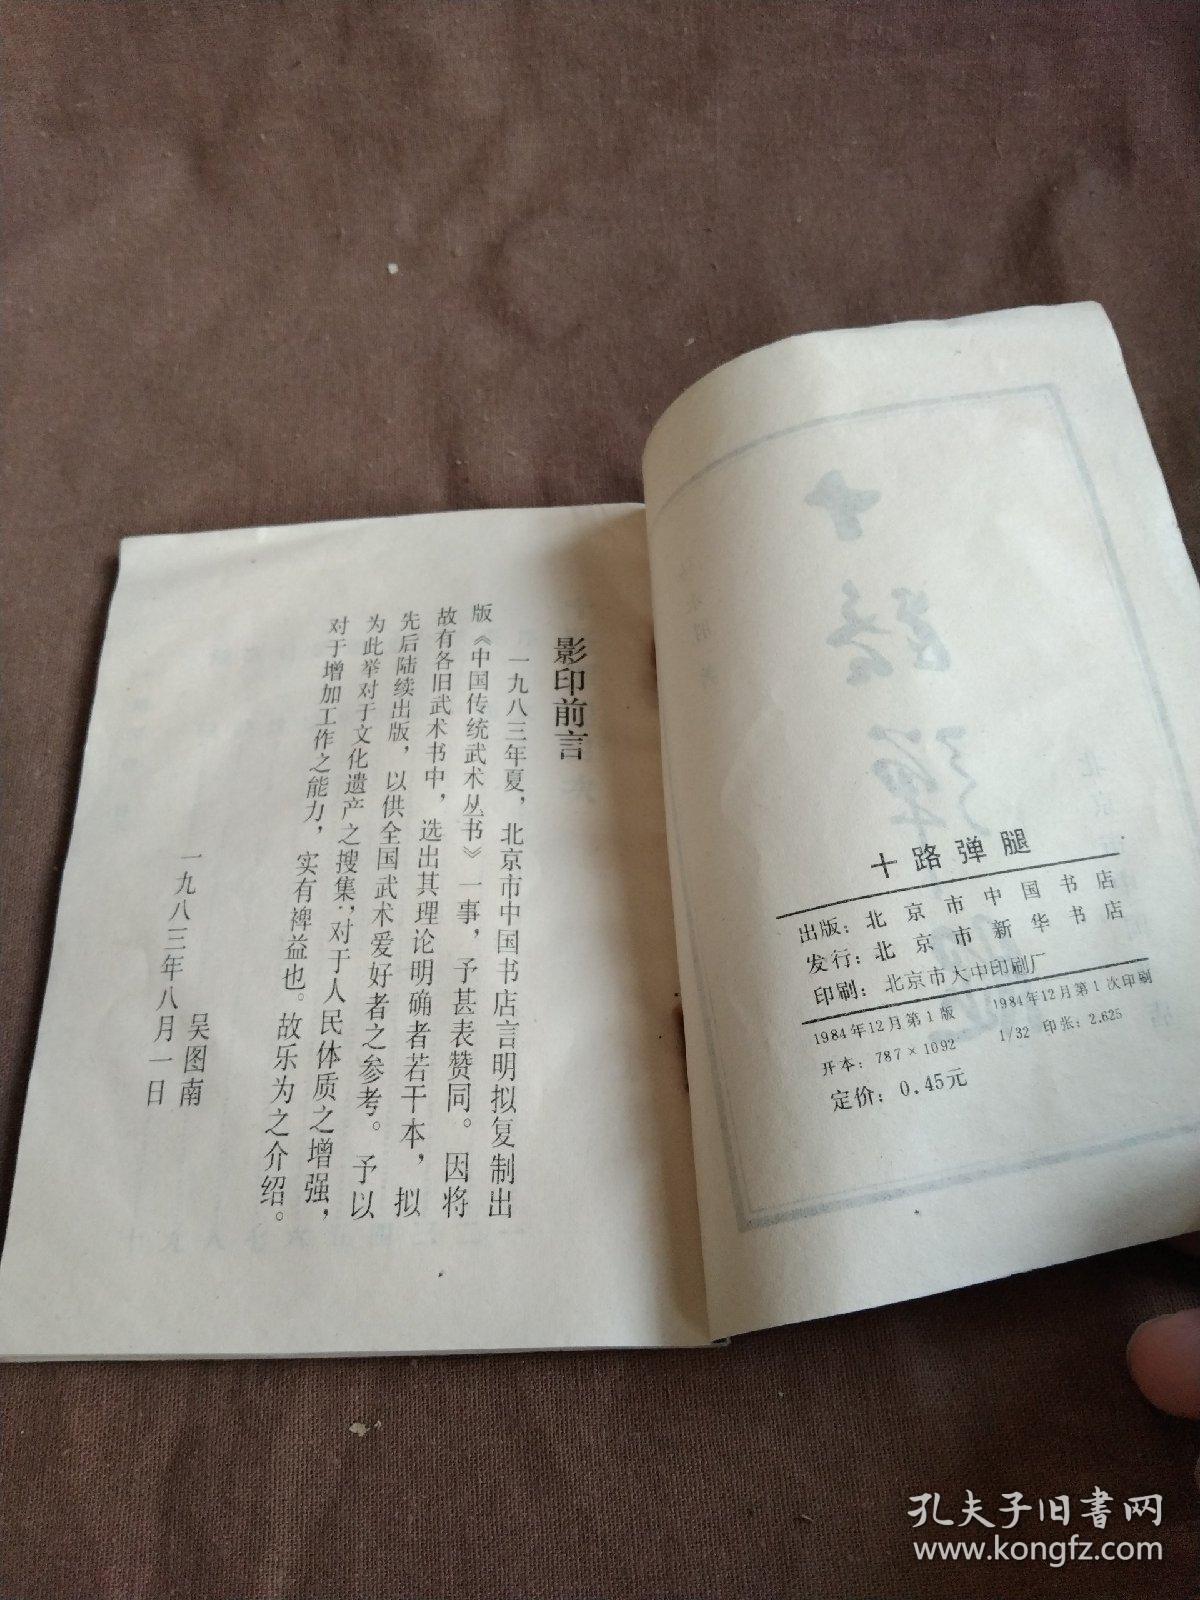 影印前言
一九八三年夏，北京市中国书店言明拟复制出
版《中国传统武术丛书》一事，予甚表赞同。因将
故有各旧武术书中，选出其理论明确者若干本，拟
先后陆续出版，以供全国武术爱好者之参考。予以
为此举对于文化遗产之搜集；对于人民体质之增强，
对于增加工作之能力，实有裨益也。故乐为之介绍。
吴图南
一九八三年八月一日
十路弹腿
出版：北京市中国书店
发行：北京市新华书店
印刷：北京市大中印刷厂
1984年12月第1版 1984年12月第1次印刷
开本：787×1092 1/32 印张：2.625
定价：0.45元
孔夫子旧书网
www.kongfz.com